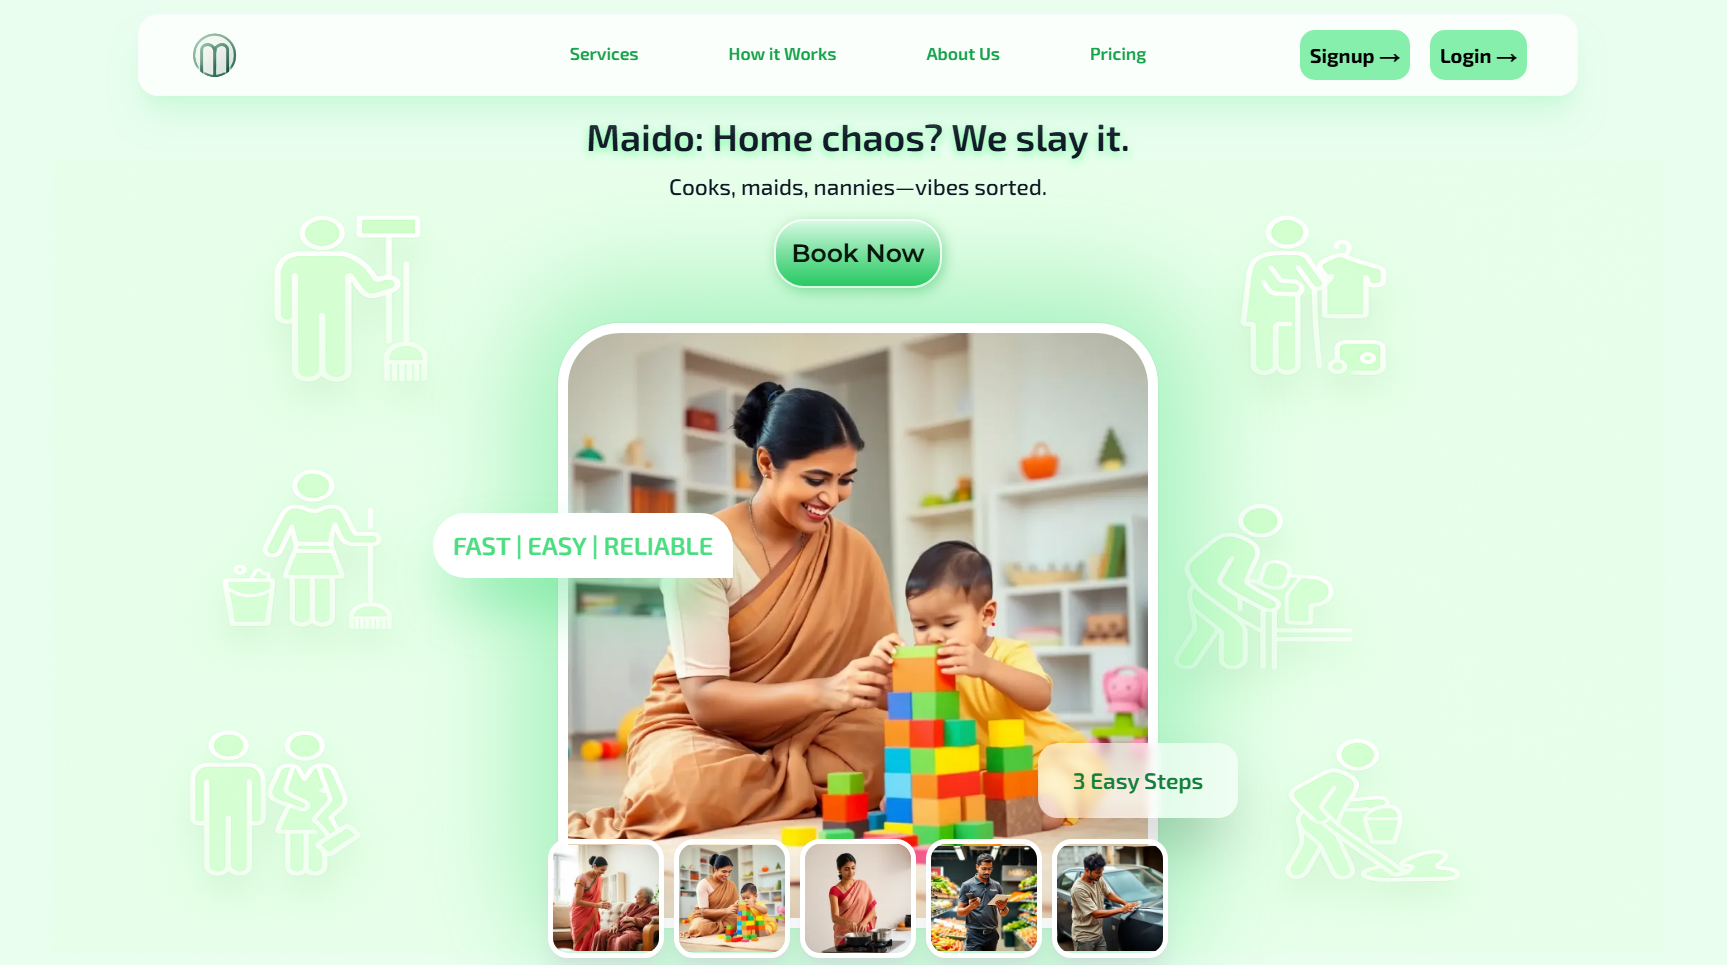 Services
How it Works
About Us
Pricing
Signup →
Login →
Maido: Home chaos? We slay it.
Cooks, maids, nannies—vibes sorted.
Book Now
FAST | EASY | RELIABLE
3 Easy Steps